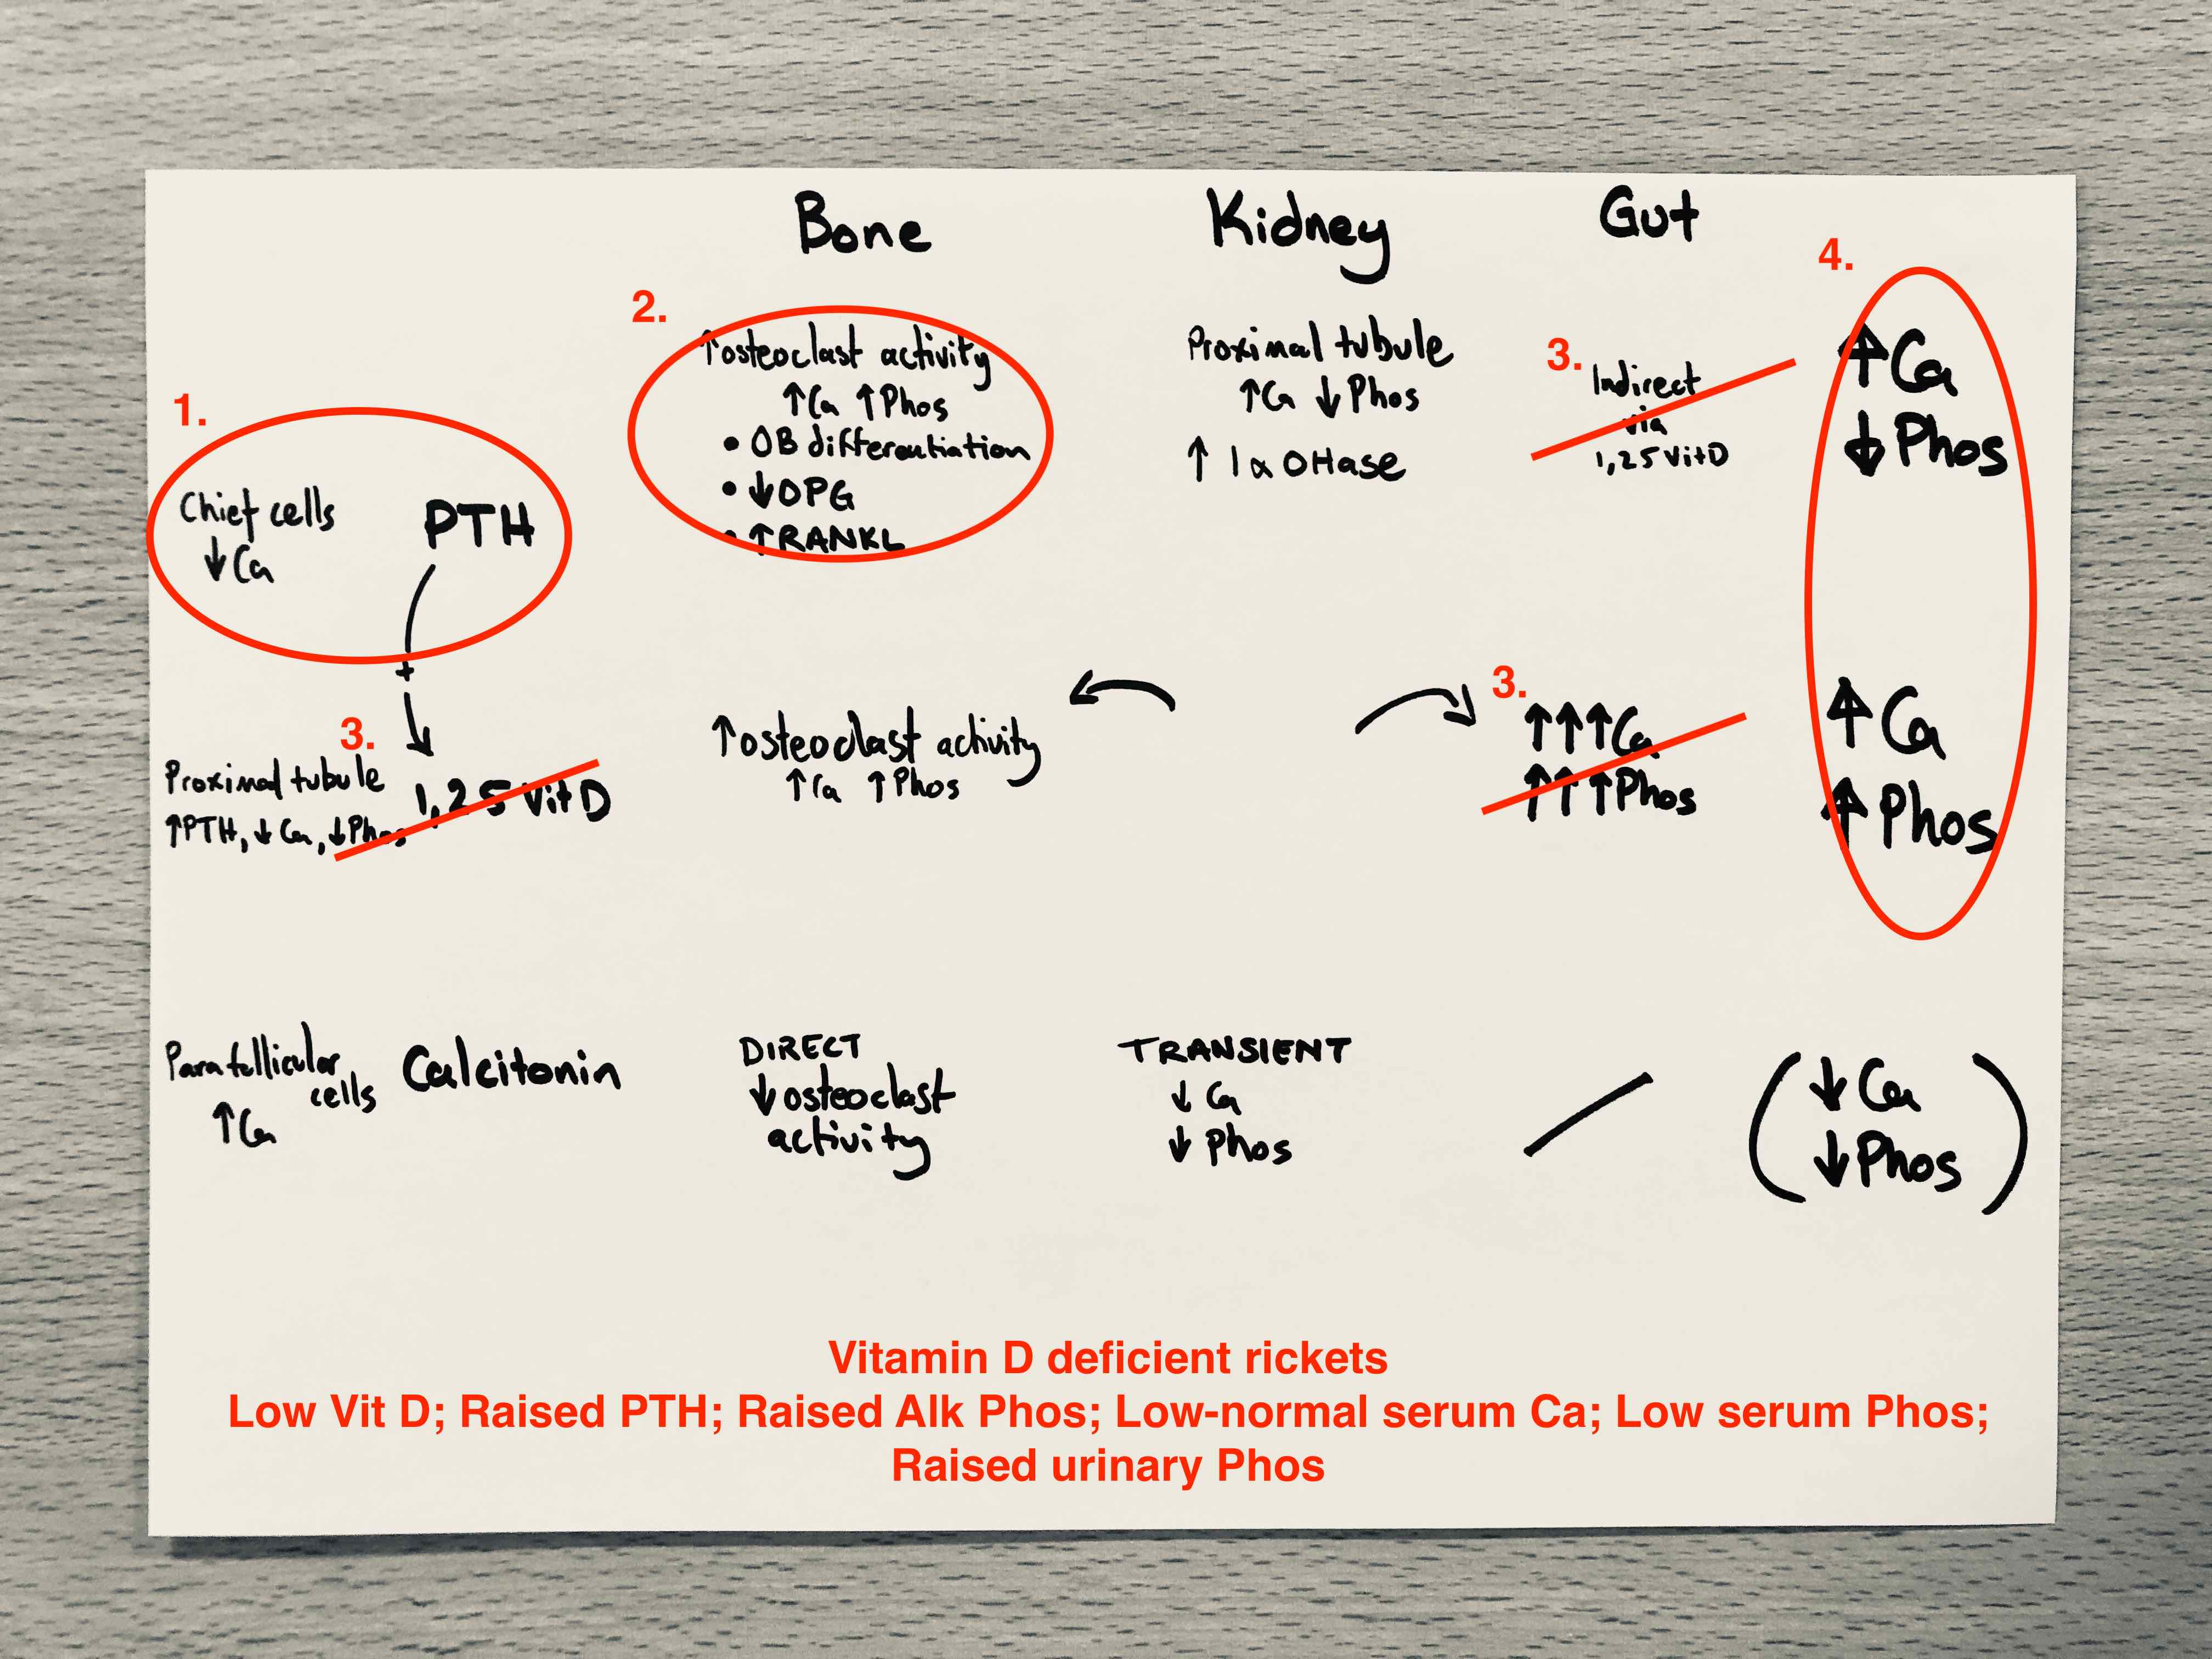 Bone
Kidney
Gut
4.
2.
↑osteoclast activity
↑Ca ↑Phos
• OB differentiation
• ↓OPG
• ↑RANKL
Proximal tubule
↑Ca ↓Phos
↑ 1α OHase
3.
Indirect
via
1,25 VitD
↑Ca
↓Phos
1.
Chief cells
↓Ca
PTH
+
3.
Proximal tubule
↑PTH, ↓Ca, ↓Phos
1,25 Vit D
↑osteoclast activity
↑Ca ↑Phos
3.
↑↑↑Ca
↑↑↑Phos
↑Ca
↑Phos
Parafollicular
cells
↑Ca
Calcitonin
DIRECT
↓osteoclast
activity
TRANSIENT
↓ Ca
↓ Phos
(↓Ca
↓Phos)
Vitamin D deficient rickets
Low Vit D; Raised PTH; Raised Alk Phos; Low-normal serum Ca; Low serum Phos;
Raised urinary Phos